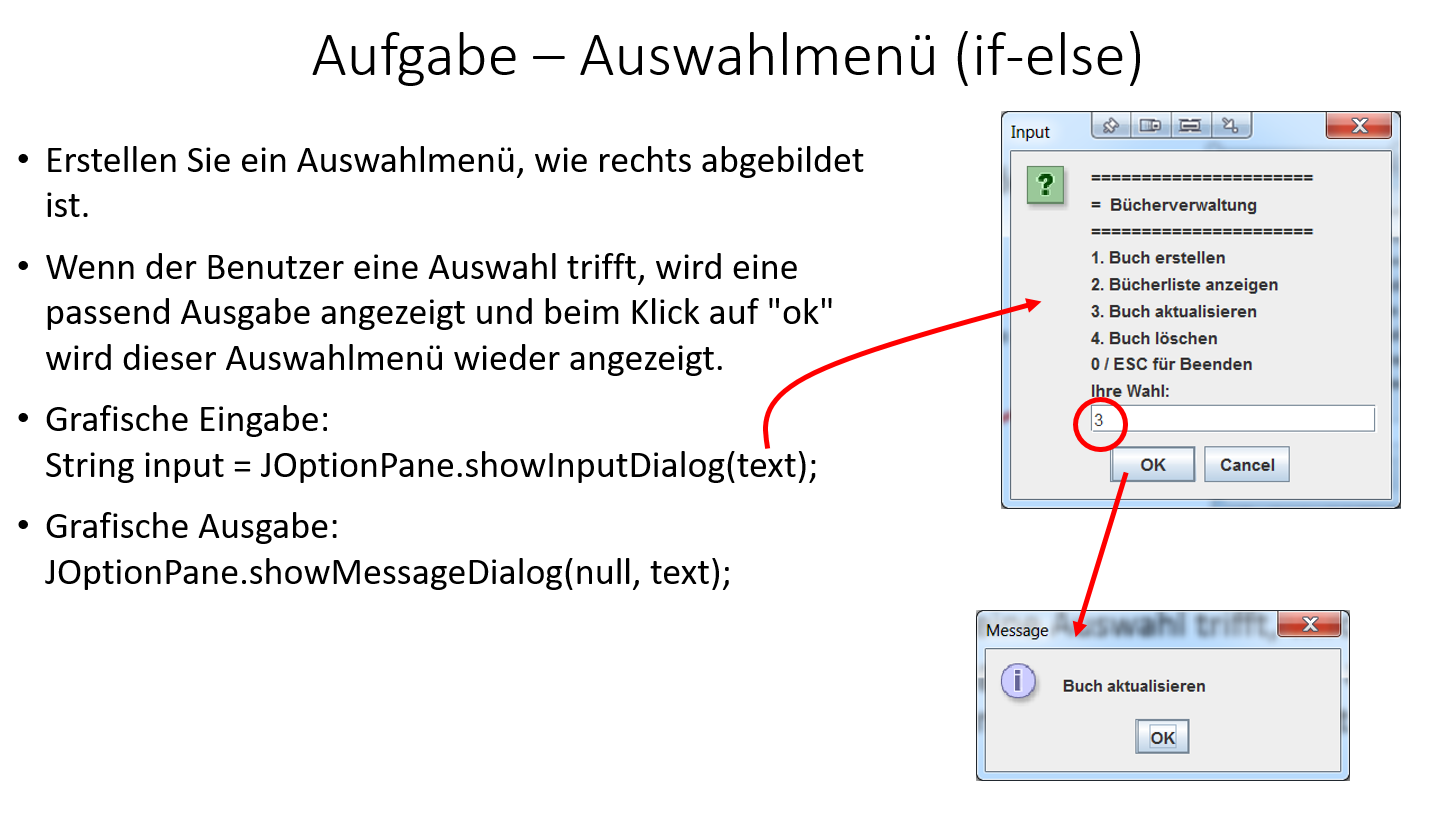 Aufgabe – Auswahlmenü (if-else)
• Erstellen Sie ein Auswahlmenü, wie rechts abgebildet
ist.
• Wenn der Benutzer eine Auswahl trifft, wird eine
passend Ausgabe angezeigt und beim Klick auf "ok"
wird dieser Auswahlmenü wieder angezeigt.
• Grafische Eingabe:
String input = JOptionPane.showInputDialog(text);
• Grafische Ausgabe:
JOptionPane.showMessageDialog(null, text);
Input
======================
= Bücherverwaltung
======================
1. Buch erstellen
2. Bücherliste anzeigen
3. Buch aktualisieren
4. Buch löschen
0 / ESC für Beenden
Ihre Wahl:
3
OK Cancel
Message
Auswahl trifft,
Buch aktualisieren
OK